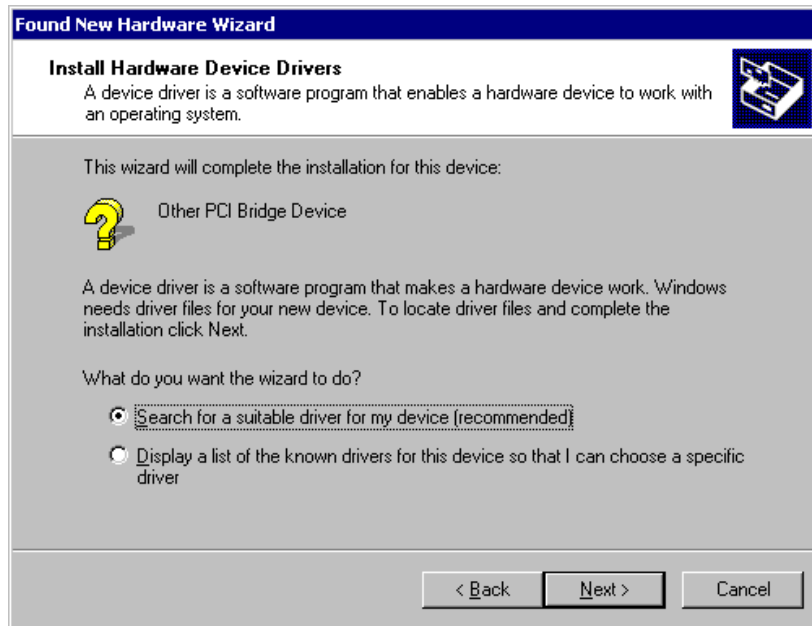 Found New Hardware Wizard
Install Hardware Device Drivers
A device driver is a software program that enables a hardware device to work with
an operating system.
This wizard will complete the installation for this device:
Other PCI Bridge Device
A device driver is a software program that makes a hardware device work. Windows
needs driver files for your new device. To locate driver files and complete the
installation click Next.
What do you want the wizard to do?
Search for a suitable driver for my device (recommended)
Display a list of the known drivers for this device so that I can choose a specific
driver
< Back
Next >
Cancel